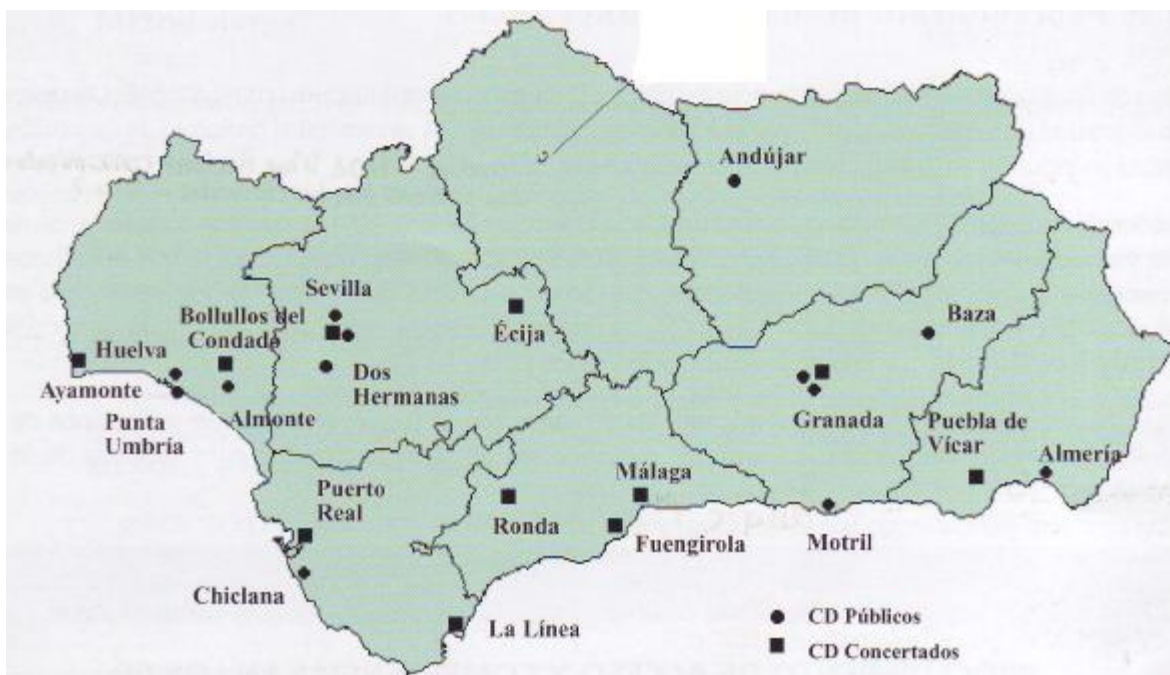 Andújar
Sevilla
Bollullos del
Condado
Écija
Baza
Huelva
Ayamonte
Dos
Hermanas
Punta
Umbría
Almonte
Granada
Puebla de
Vícar
Almería
Málaga
Puerto
Real
Ronda
Fuengirola
Motril
Chiclana
La Línea
CD Públicos
CD Concertados